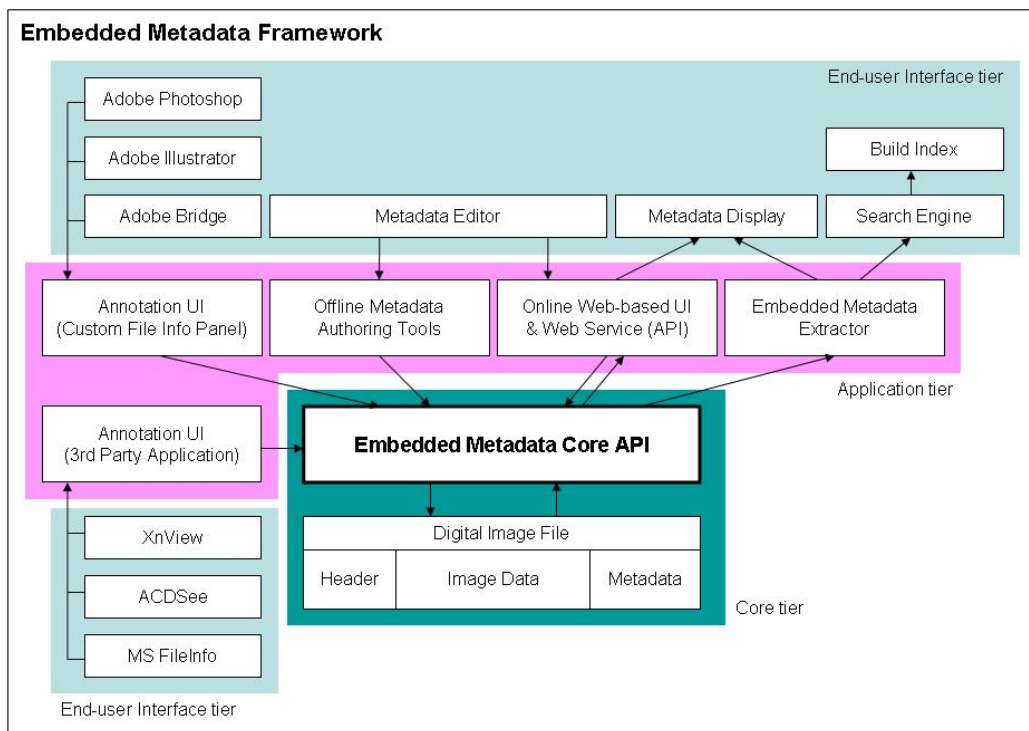 Embedded Metadata Framework
End-user Interface tier
Adobe Photoshop
Adobe Illustrator
Build Index
Adobe Bridge
Metadata Editor
Metadata Display
Search Engine
Annotation UI
(Custom File Info Panel)
Offline Metadata
Authoring Tools
Online Web-based UI
& Web Service (API)
Embedded Metadata
Extractor
Application tier
Annotation UI
(3rd Party Application)
Embedded Metadata Core API
Digital Image File
Header
Image Data
Metadata
Core tier
XnView
ACDSee
MS FileInfo
End-user Interface tier